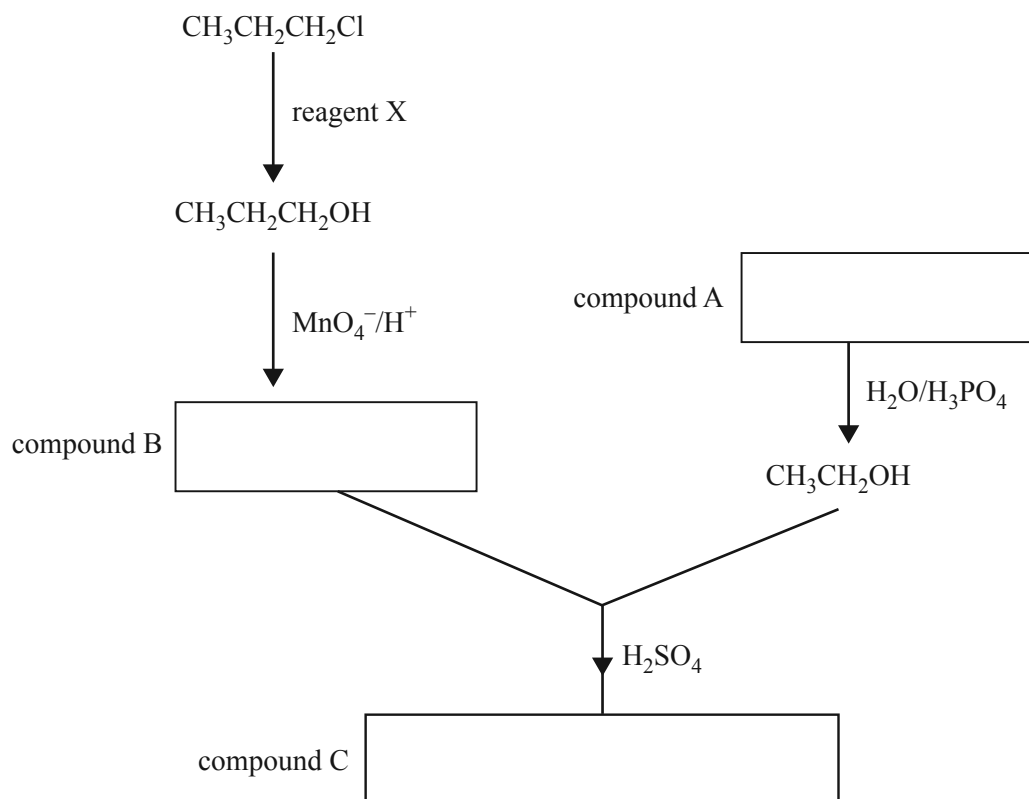 CH₃CH₂CH₂Cl
reagent X
CH₃CH₂CH₂OH
compound A
MnO₄⁻/H⁺
H₂O/H₃PO₄
compound B
CH₃CH₂OH
H₂SO₄
compound C